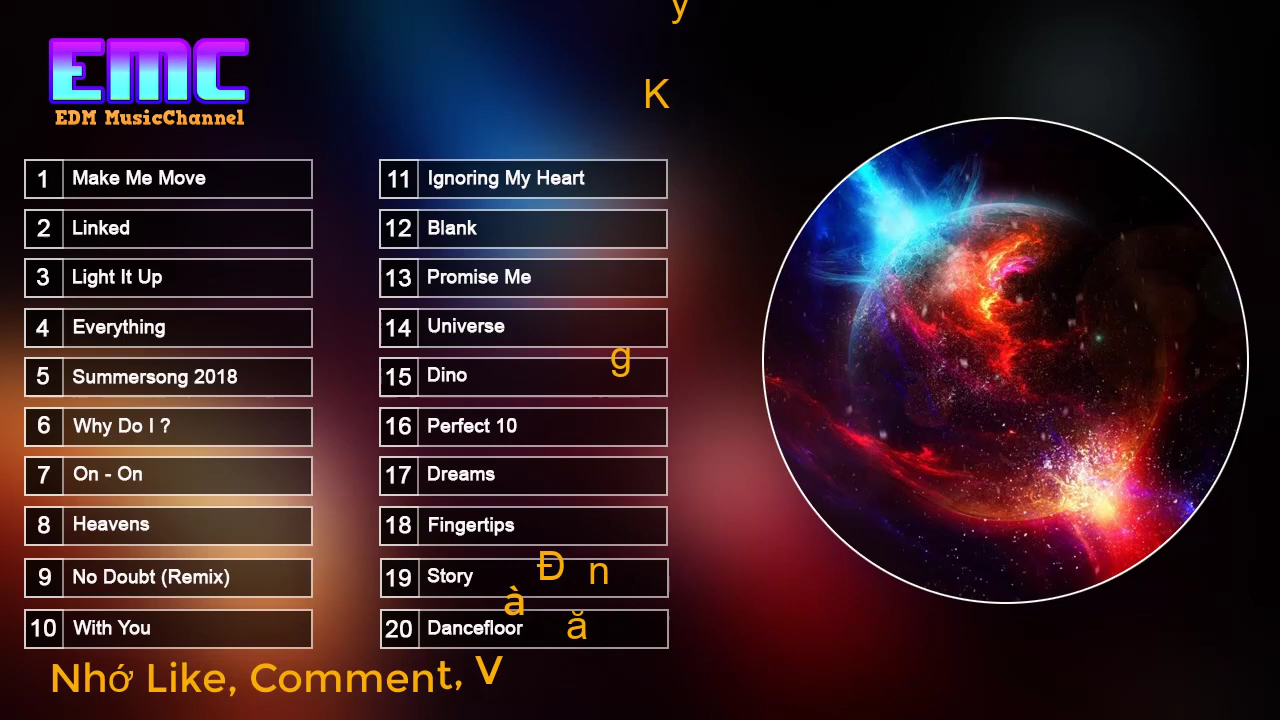 EMC
EDM MusicChannel
1 Make Me Move
2 Linked
3 Light It Up
4 Everything
5 Summersong 2018
6 Why Do I ?
7 On - On
8 Heavens
9 No Doubt (Remix)
10 With You
11 Ignoring My Heart
12 Blank
13 Promise Me
14 Universe
15 Dino
16 Perfect 10
17 Dreams
18 Fingertips
19 Story
20 Dancefloor
Nhớ Like, Comment, V à Đ ă n g K ý